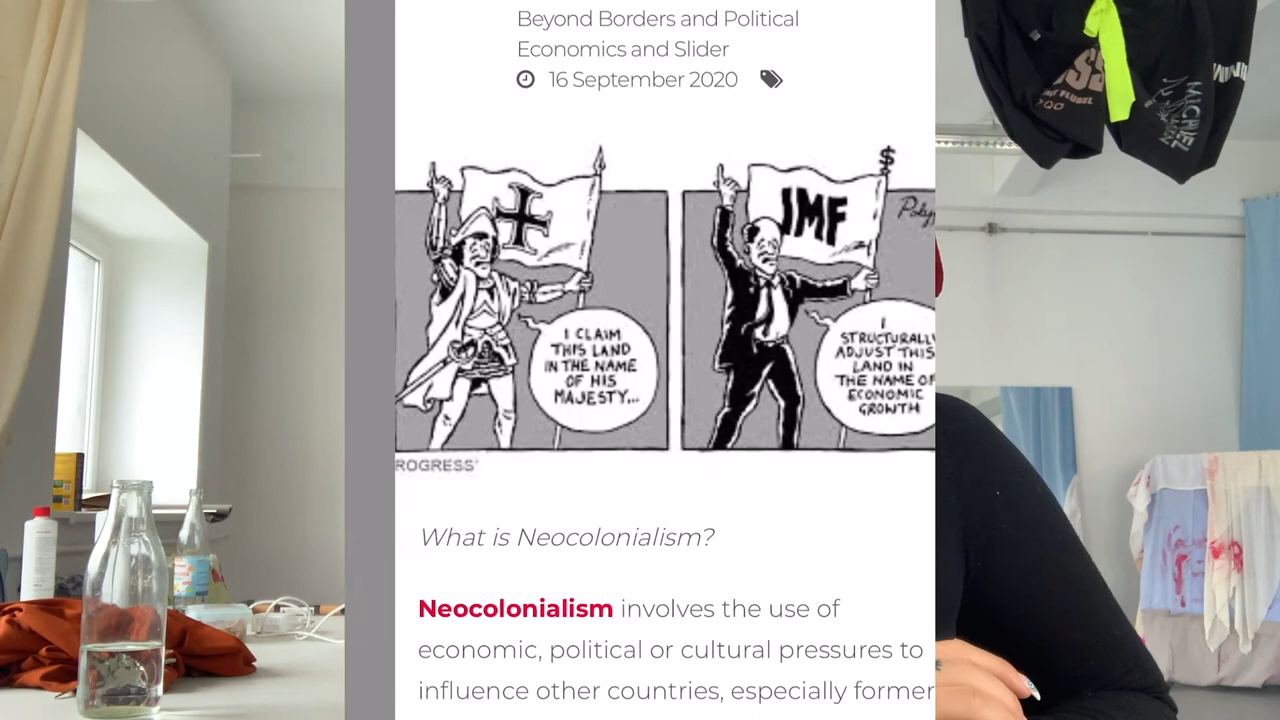 Beyond Borders and Political
Economics and Slider
16 September 2020
IMF
$
I CLAIM
THIS LAND
IN THE NAME
OF HIS
MAJESTY...
I
STRUCTURALLY
ADJUST THIS
LAND IN
THE NAME OF
ECONOMIC
GROWTH
ROGRESS'
What is Neocolonialism?
Neocolonialism involves the use of
economic, political or cultural pressures to
influence other countries, especially former